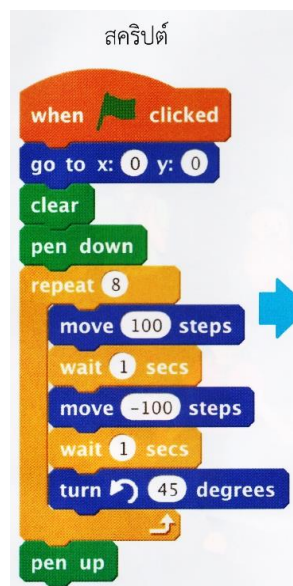 สคริปต์
when clicked
go to x: 0 y: 0
clear
pen down
repeat 8
move 100 steps
wait 1 secs
move -100 steps
wait 1 secs
turn 45 degrees
pen up